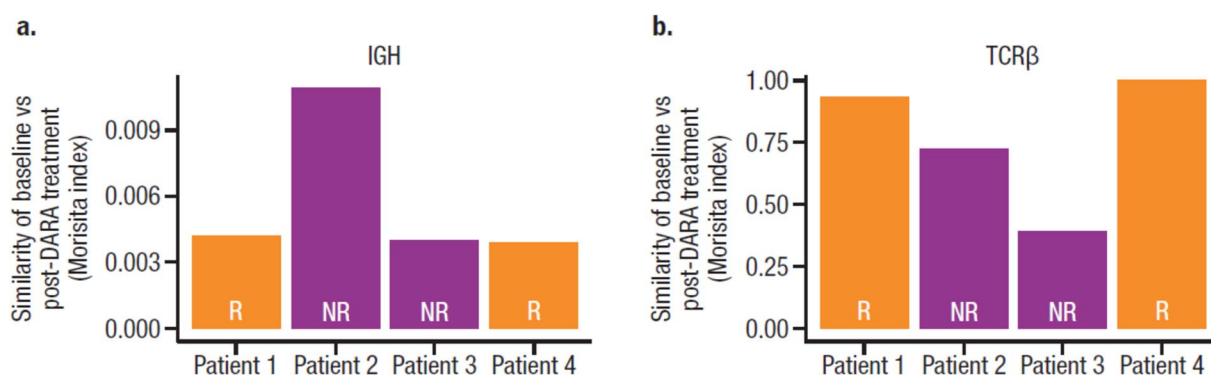 a.
IGH
Similarity of baseline vs
post-DARA treatment
(Morisita index)
0.009
0.006
0.003
0.000
R
NR
NR
R
Patient 1
Patient 2
Patient 3
Patient 4
b.
TCRβ
Similarity of baseline vs
post-DARA treatment
(Morisita index)
1.00
0.75
0.50
0.25
0.00
R
NR
NR
R
Patient 1
Patient 2
Patient 3
Patient 4